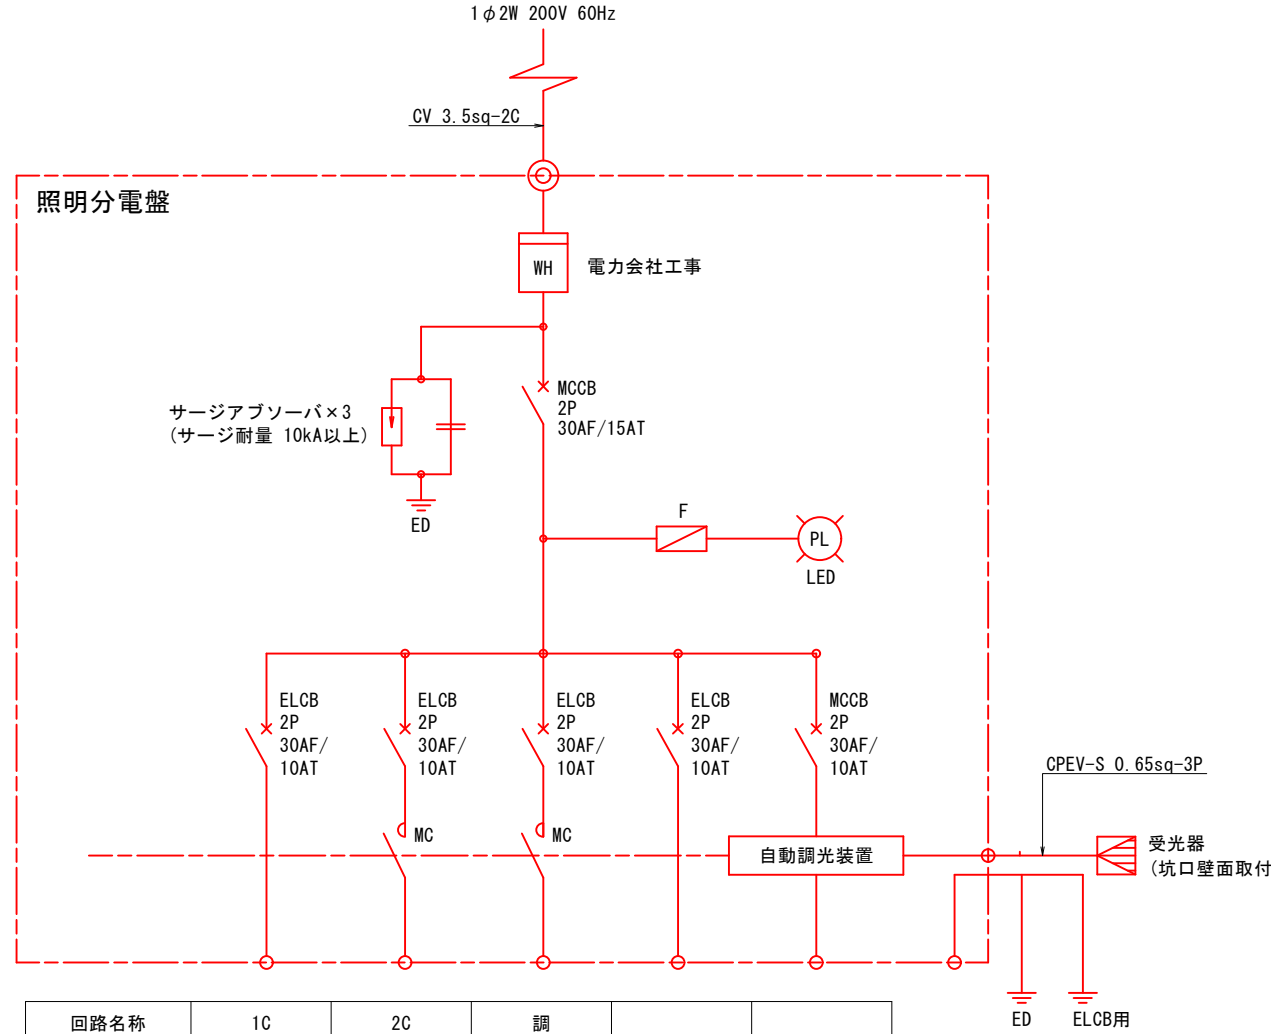 1φ2W 200V 60Hz
CV 3.5sq-2C
照明分電盤
WH
電力会社工事
サージアブソーバ×3
(サージ耐量 10kA以上)
ED
MCCB
2P
30AF/15AT
F
PL
LED
ELCB
2P
30AF/
10AT
ELCB
2P
30AF/
10AT
ELCB
2P
30AF/
10AT
ELCB
2P
30AF/
10AT
MCCB
2P
30AF/
10AT
MC
MC
自動調光装置
CPEV-S 0.65sq-3P
受光器
(坑口壁面取付
ED
ELCB用
回路名称 1C 2C 調